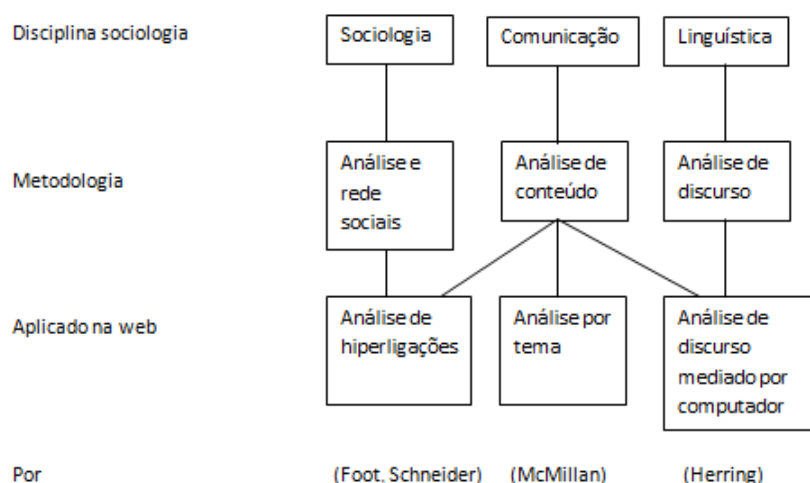 Disciplina sociologia
Sociologia
Comunicação
Linguística
Metodologia
Análise e
rede
sociais
Análise de
conteúdo
Análise de
discurso
Aplicado na web
Análise de
hiperligações
Análise por
tema
Análise de
discurso
mediado por
computador
Por
(Foot, Schneider)
(McMillan)
(Herring)